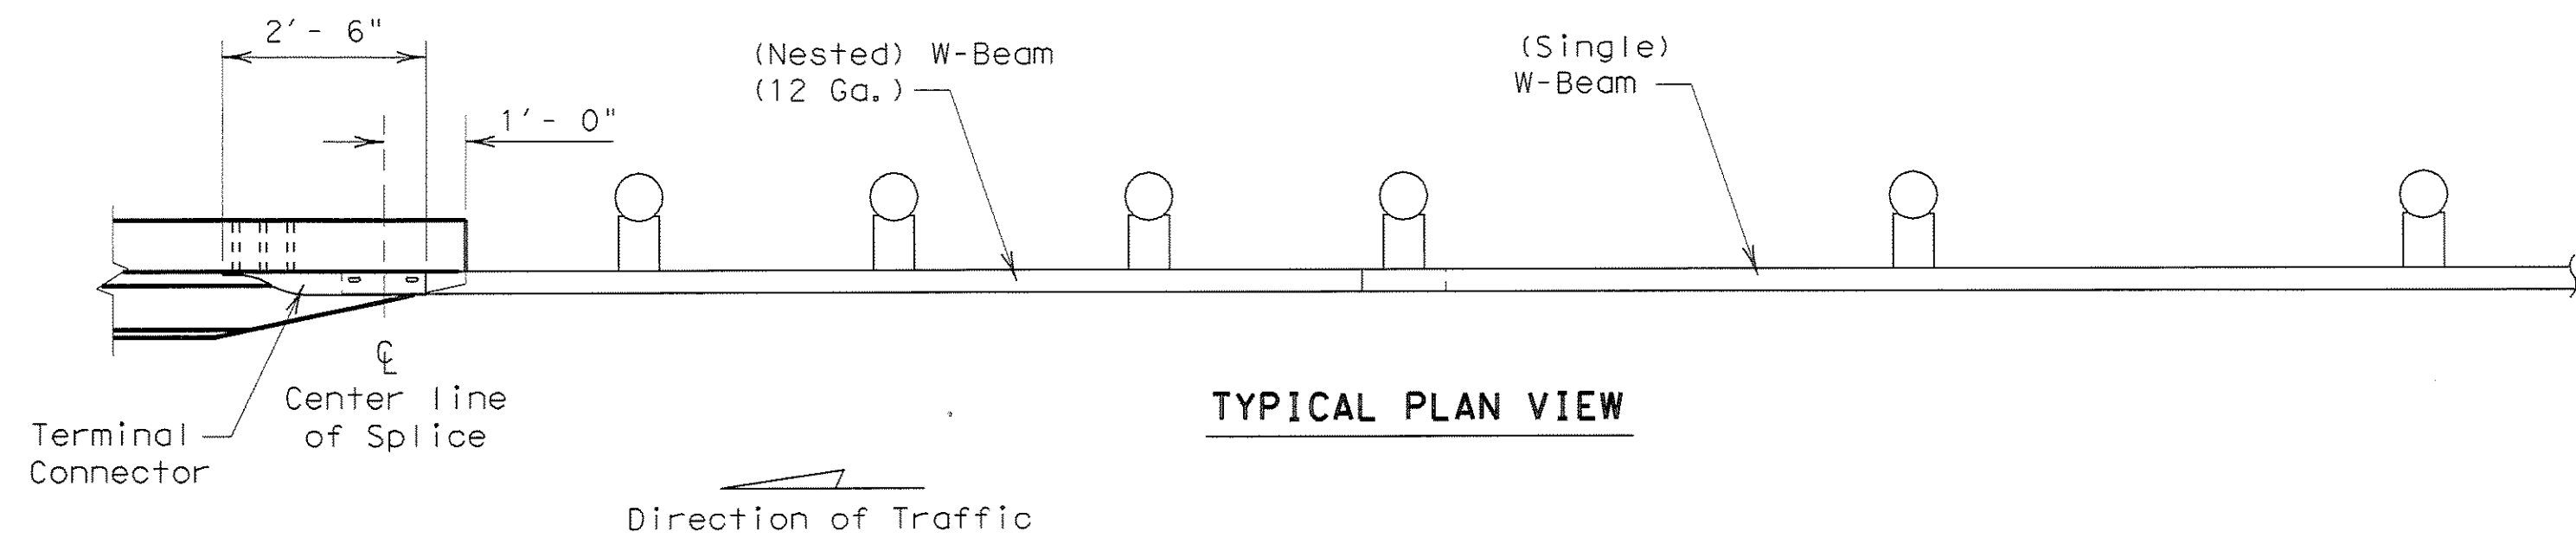 2'- 6"
1'- 0"
(Nested) W-Beam
(12 Ga.)
(Single)
W-Beam
℄
Center line
of Splice
Terminal
Connector
TYPICAL PLAN VIEW
Direction of Traffic